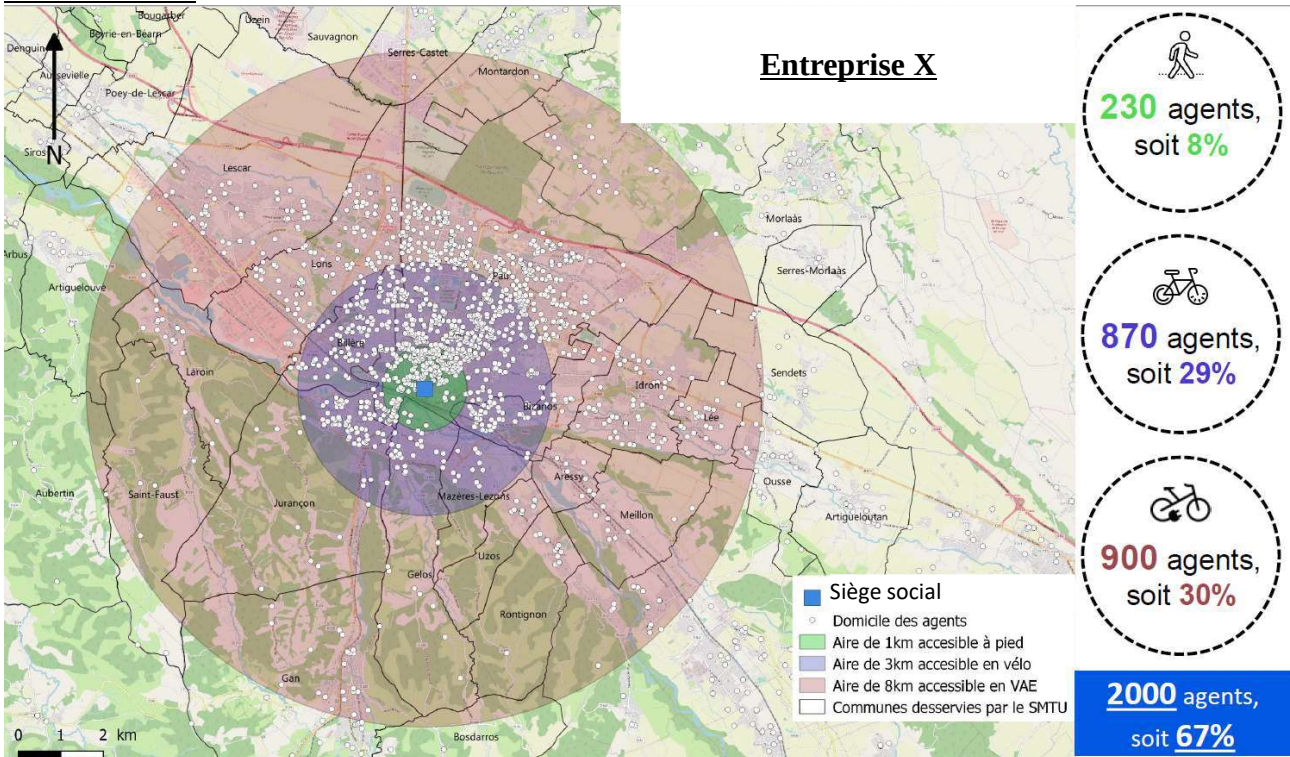 Entreprise X
230 agents,
soit 8%
870 agents,
soit 29%
900 agents,
soit 30%
2000 agents,
soit 67%
Bougarber
Uzein
Denguin
Beyrie-en-Béarn
Sauvagnon
Serres-Castet
Aussevielle
Montardon
Poey-de-Lescar
Siros
N
Lescar
Morlaàs
Arbus
Lons
Pau
Serres-Morlaàs
Artiguelouve
Billère
Laroin
Idron
Sendets
Bizanos
Lée
Aressy
Ousse
Aubertin
Saint-Faust
Mazères-Lezons
Jurançon
Meillon
Artigueloutan
Uzos
Gelos
Rontignon
Gan
Bosdarros
Siège social
Domicile des agents
Aire de 1km accesible à pied
Aire de 3km accesible en vélo
Aire de 8km accessible en VAE
Communes desservies par le SMTU
0 1 2 km